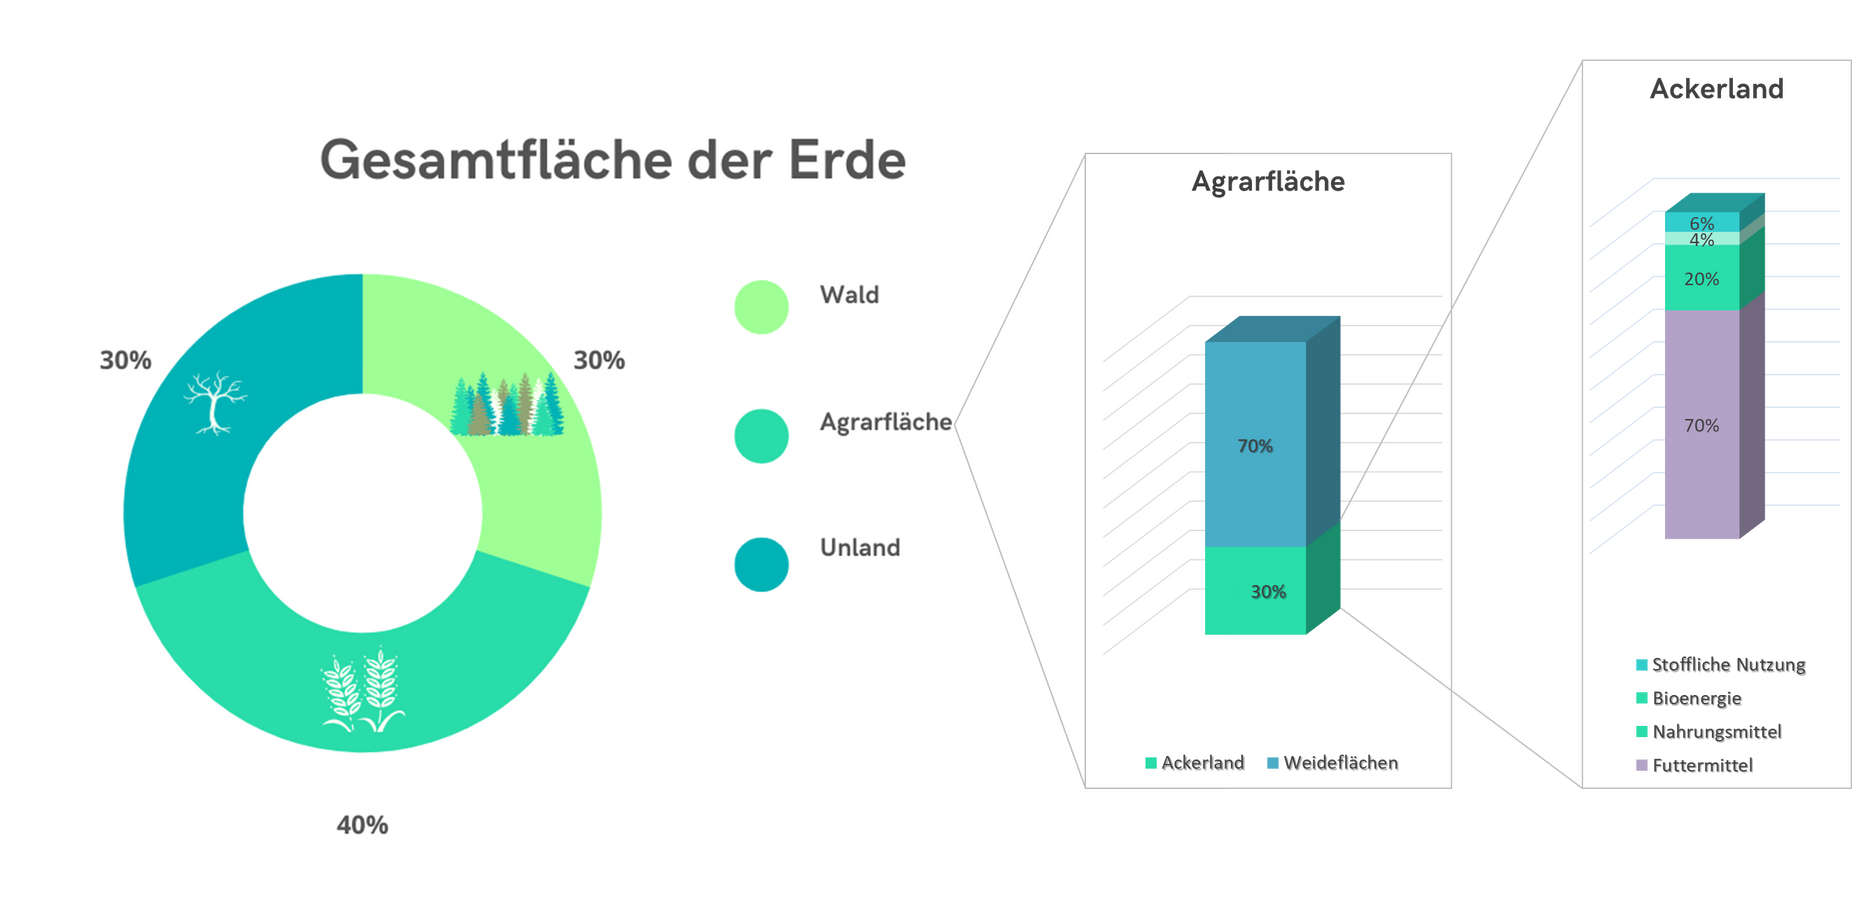 Gesamtfläche der Erde
30%
30%
40%
Wald
Agrarfläche
Unland
Agrarfläche
70%
30%
Ackerland Weideflächen
Ackerland
6%
4%
20%
70%
Stoffliche Nutzung
Bioenergie
Nahrungsmittel
Futtermittel